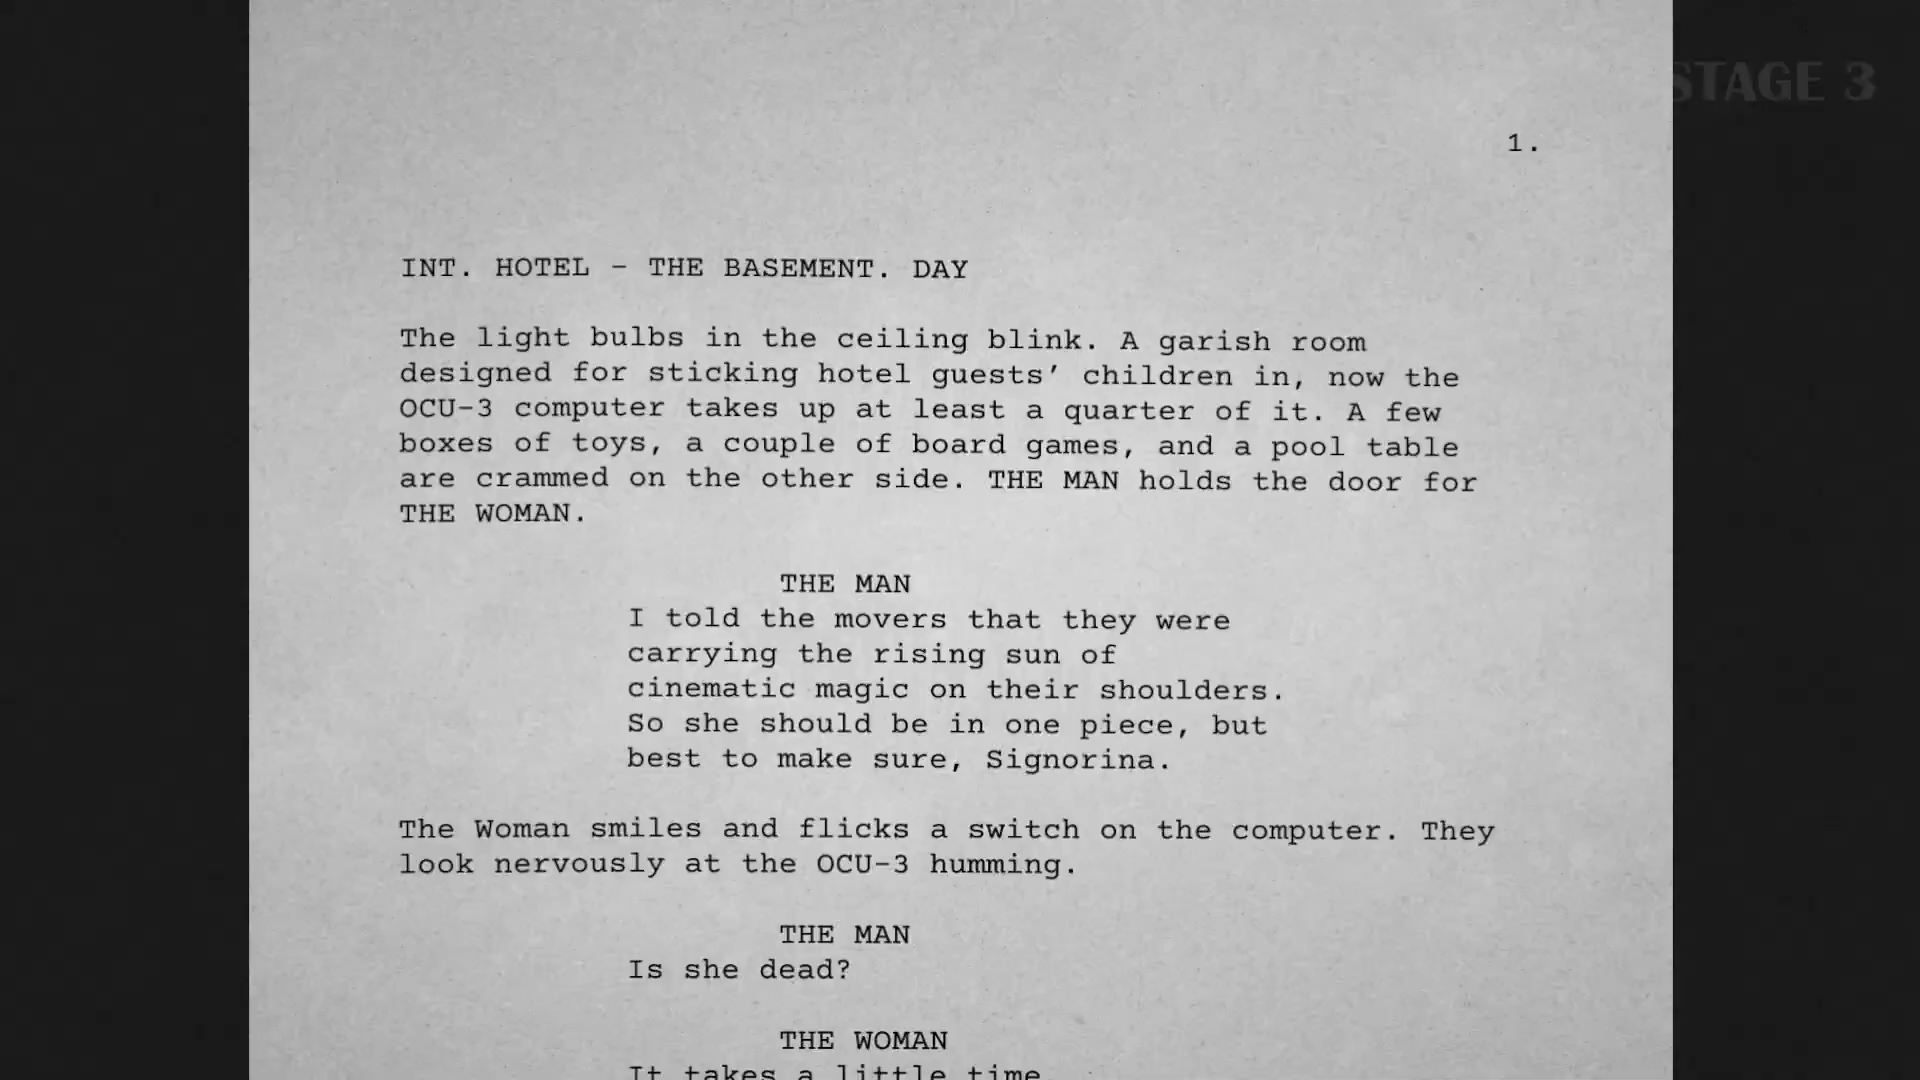 STAGE 3
1.
INT. HOTEL - THE BASEMENT. DAY
The light bulbs in the ceiling blink. A garish room
designed for sticking hotel guests' children in, now the
OCU-3 computer takes up at least a quarter of it. A few
boxes of toys, a couple of board games, and a pool table
are crammed on the other side. THE MAN holds the door for
THE WOMAN.
THE MAN
I told the movers that they were
carrying the rising sun of
cinematic magic on their shoulders.
So she should be in one piece, but
best to make sure, Signorina.
The Woman smiles and flicks a switch on the computer. They
look nervously at the OCU-3 humming.
THE MAN
Is she dead?
THE WOMAN
It takes a little time